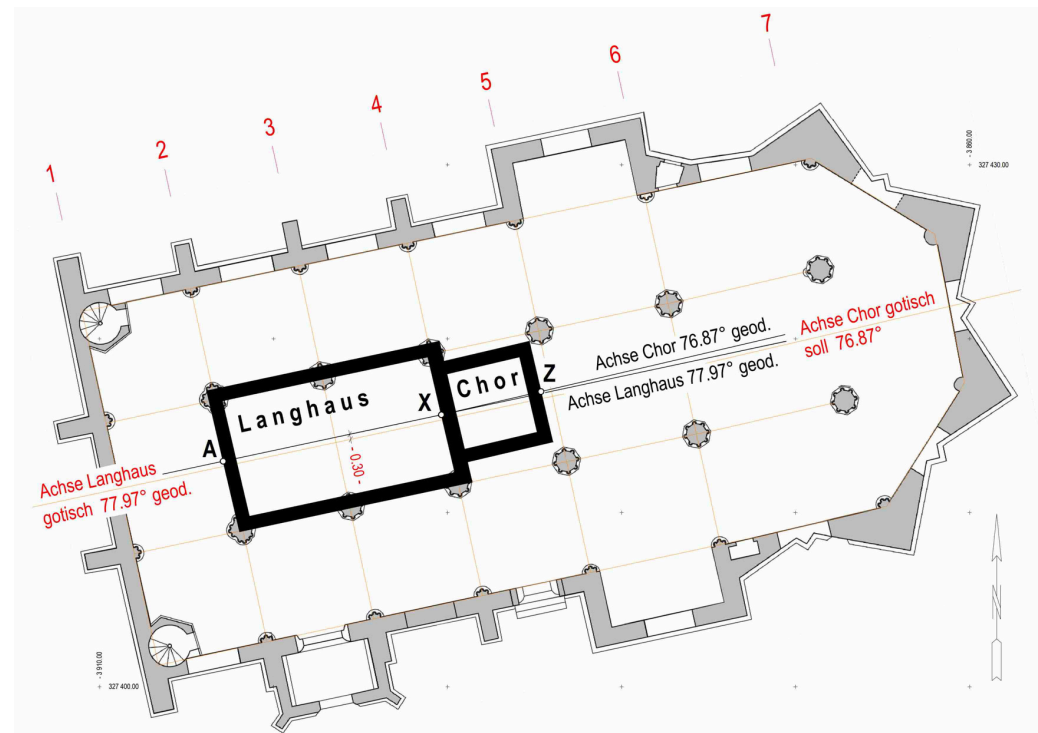 7
6
5
4
3
2
1
- 3 860.00
327 430.00
Achse Chor gotisch
soll 76.87°
Achse Chor 76.87° geod.
Achse Langhaus 77.97° geod.
Z
Chor
X
Langhaus
A
- 0.30 -
Achse Langhaus
gotisch 77.97° geod.
N
- 3 910.00
327 400.00